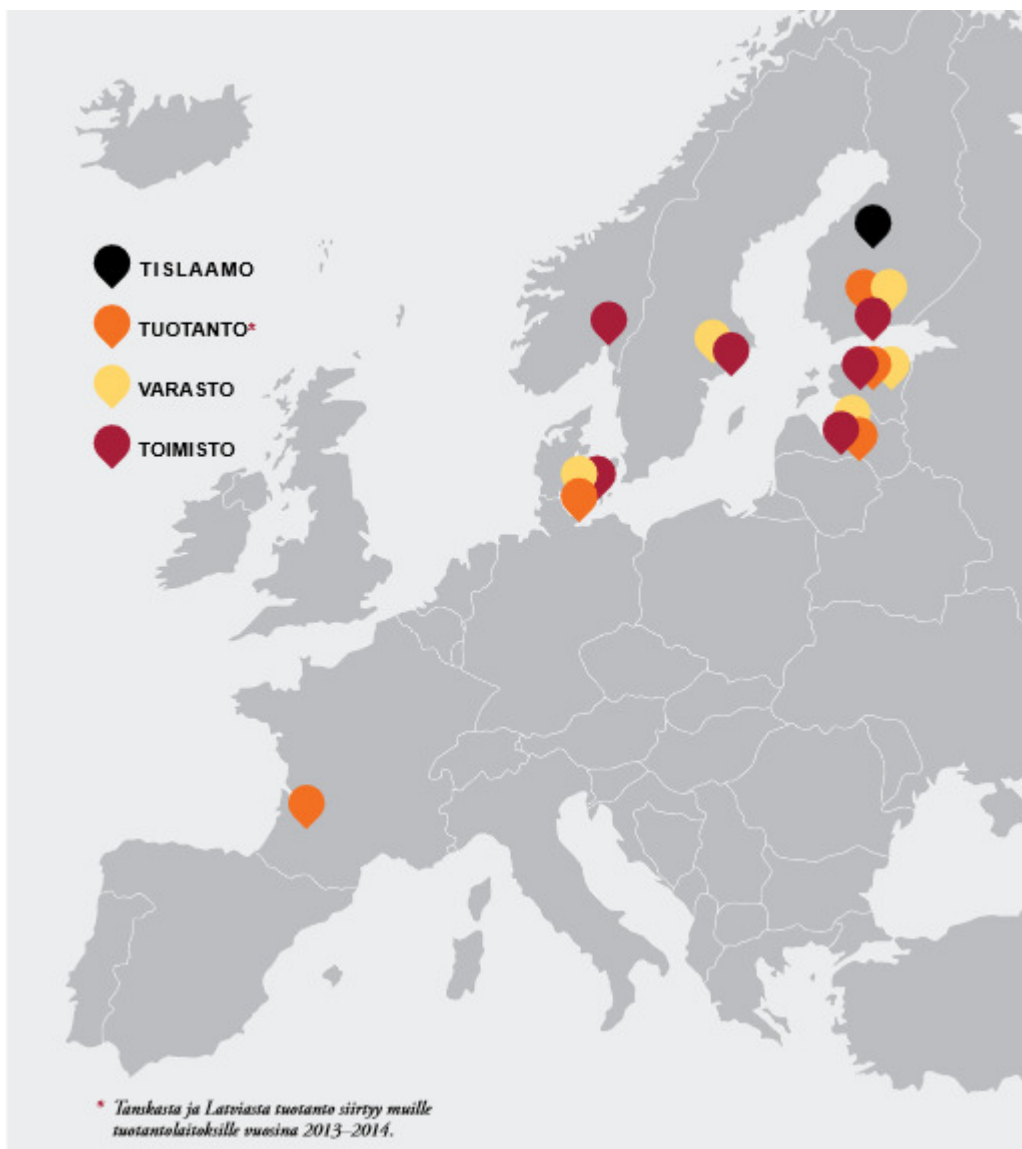 TISLAAMO
TUOTANTO*
VARASTO
TOIMISTO
* Tanskasta ja Latviasta tuotanto siirtyy muille
tuotantolaitoksille vuosina 2013–2014.